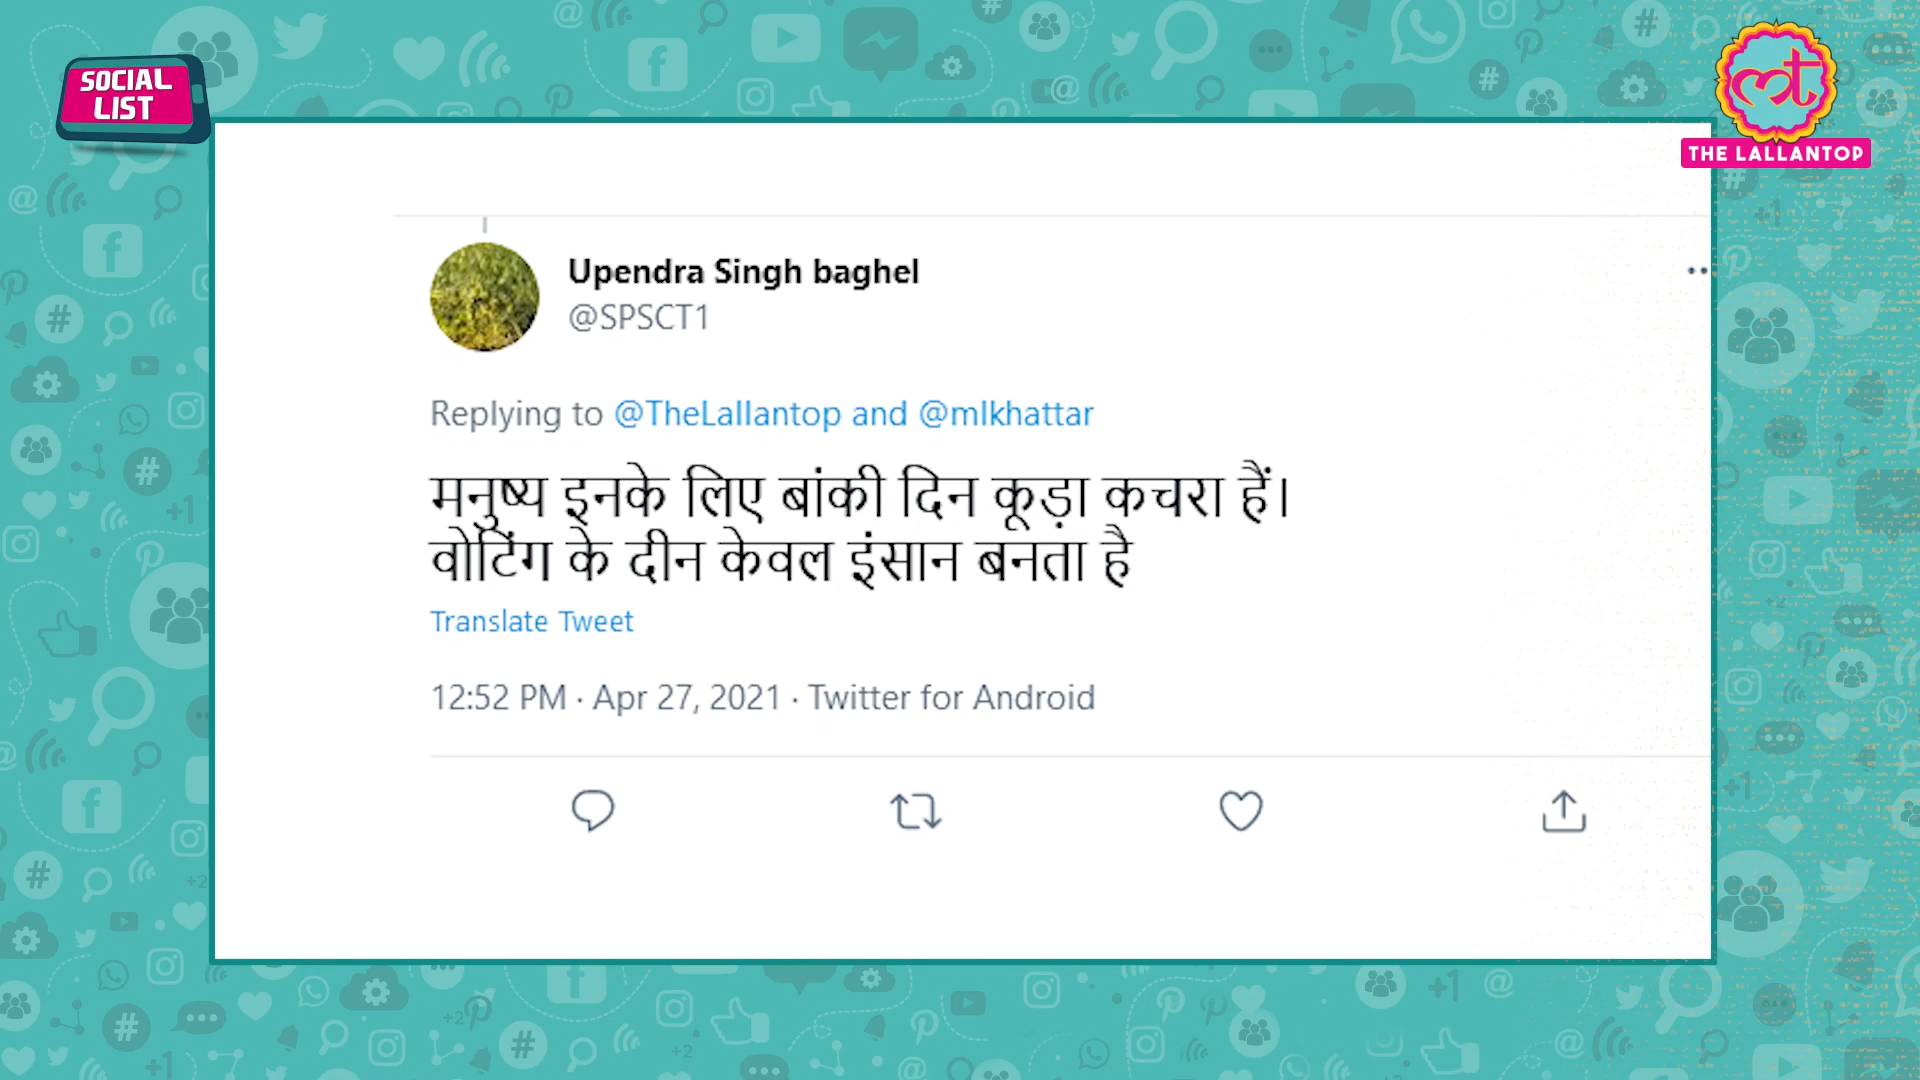 SOCIAL
LIST
THE LALLANTOP
Upendra Singh baghel
@SPSCT1
Replying to @TheLallantop and @mlkhattar
मनुष्य इनके लिए बांकी दिन कूड़ा कचरा हैं।
वोटिंग के दीन केवल इंसान बनता है
Translate Tweet
12:52 PM · Apr 27, 2021 · Twitter for Android